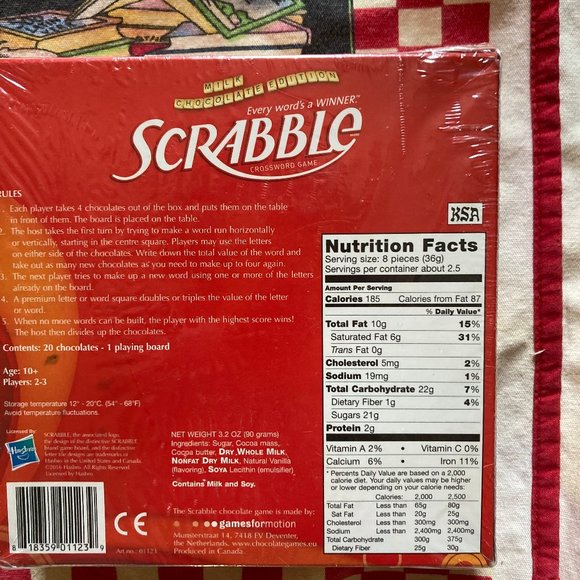 MILK
CHOCOLATE EDITION
Every word's a WINNER.™
SCRABBLE
CROSSWORD GAME
RULES
1. Each player takes 4 chocolates out of the box and puts them on the table
in front of them. The board is placed on the table.
2. The host takes the first turn by trying to make a word run horizontally
or vertically, starting in the centre square. Players may use the letters
on either side of the chocolates. Write down the total value of the word and
take out as many new chocolates as you need to make up to four again.
3. The next player tries to make up a new word using one or more of the letters
already on the board.
4. A premium letter or word square doubles or triples the value of the letter
or word.
5. When no more words can be built, the player with the highest score wins!
The host then divides up the chocolates.
Contents: 20 chocolates - 1 playing board
Age: 10+
Players: 2-3
Storage temperature 12° - 20°C. (54° - 68°F)
Avoid temperature fluctuations.
Licensed By:
Hasbro
SCRABBLE, the associated logo,
the design of the distinctive SCRABBLE
brand game board, and the distinctive
letter tile designs are trademarks of
Hasbro in the United States and Canada.
©2016 Hasbro. All Rights Reserved
Licensed by Hasbro.
8 18359 01123 9
CE
NET WEIGHT 3.2 OZ (90 grams)
Ingredients: Sugar, Cocoa mass,
Cocoa butter, DRY WHOLE MILK,
NONFAT DRY MILK, Natural Vanilla
(flavoring), SOYA Lecithin (emulsifier).
Contains Milk and Soy.
The Scrabble chocolate game is made by:
gamesformotion
Munsterstraat 14, 7418 EV Deventer,
the Netherlands. www.chocolategames.eu
Produced in Canada
Art no.: 01123
KSA
Nutrition Facts
Serving size: 8 pieces (36g)
Servings per container about 2.5
Amount Per Serving
Calories 185 Calories from Fat 87
% Daily Value*
Total Fat 10g 15%
Saturated Fat 6g 31%
Trans Fat 0g
Cholesterol 5mg 2%
Sodium 19mg 1%
Total Carbohydrate 22g 7%
Dietary Fiber 1g 4%
Sugars 21g
Protein 2g
Vitamin A 2% • Vitamin C 0%
Calcium 6% • Iron 11%
* Percents Daily Value are based on a 2,000
calorie diet. Your daily values may be higher
or lower depending on your calorie needs:
Calories: 2,000 2,500
Total Fat Less than 65g 80g
Sat Fat Less than 20g 25g
Cholesterol Less than 300mg 300mg
Sodium Less than 2,400mg 2,400mg
Total Carbohydrate 300g 375g
Dietary Fiber 25g 30g